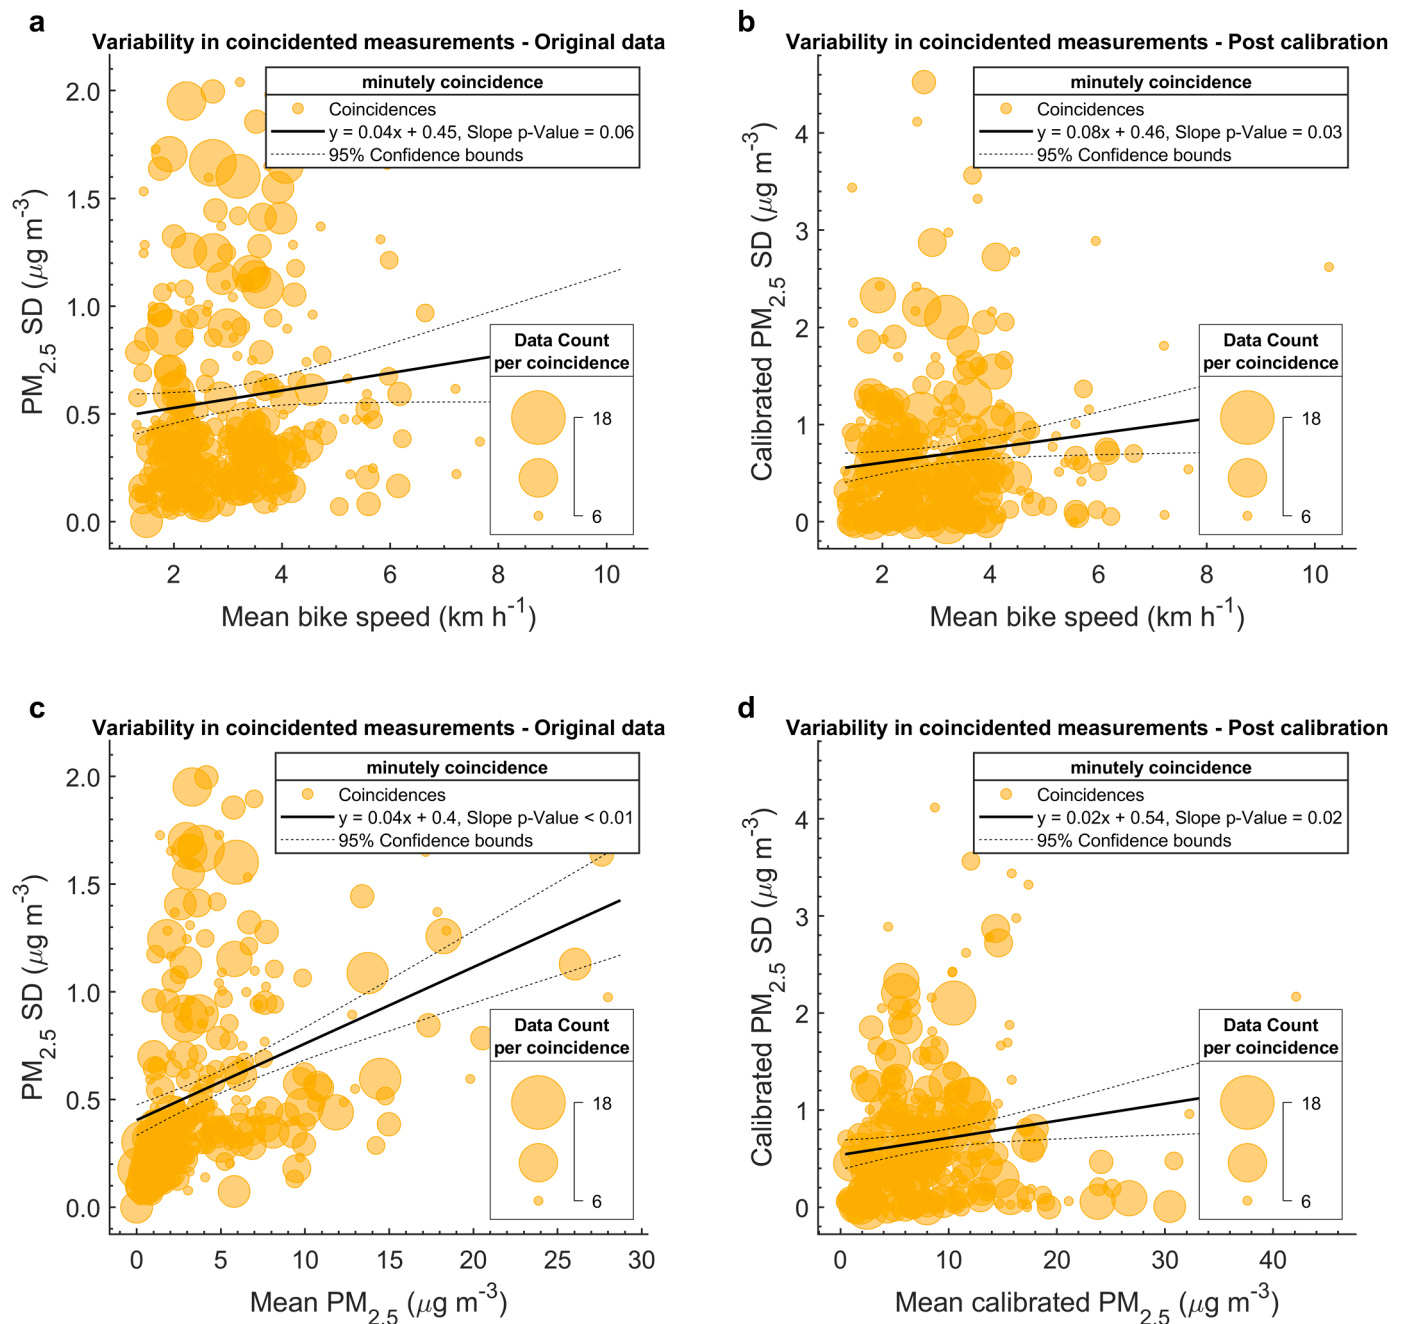 a
Variability in coincidented measurements - Original data
minutely coincidence
Coincidences
y = 0.04x + 0.45, Slope p-Value = 0.06
95% Confidence bounds
PM2.5 SD (μg m-3)
2.0
1.5
1.0
0.5
0.0
Data Count
per coincidence
18
6
2 4 6 8 10
Mean bike speed (km h-1)
b
Variability in coincidented measurements - Post calibration
minutely coincidence
Coincidences
y = 0.08x + 0.46, Slope p-Value = 0.03
95% Confidence bounds
Calibrated PM2.5 SD (μg m-3)
4
3
2
1
0
Data Count
per coincidence
18
6
2 4 6 8 10
Mean bike speed (km h-1)
c
Variability in coincidented measurements - Original data
minutely coincidence
Coincidences
y = 0.04x + 0.4, Slope p-Value < 0.01
95% Confidence bounds
PM2.5 SD (μg m-3)
2.0
1.5
1.0
0.5
0.0
Data Count
per coincidence
18
6
0 5 10 15 20 25 30
Mean PM2.5 (μg m-3)
d
Variability in coincidented measurements - Post calibration
minutely coincidence
Coincidences
y = 0.02x + 0.54, Slope p-Value = 0.02
95% Confidence bounds
Calibrated PM2.5 SD (μg m-3)
4
3
2
1
0
Data Count
per coincidence
18
6
0 10 20 30 40
Mean calibrated PM2.5 (μg m-3)